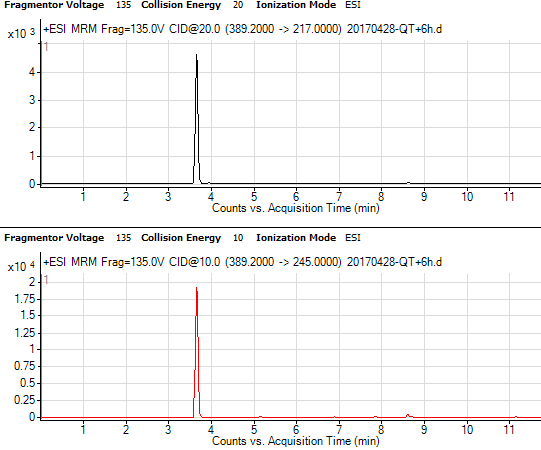 Fragmentor Voltage 135 Collision Energy 20 Ionization Mode ESI
x10 3
+ESI MRM Frag=135.0V CID@20.0 (389.2000 -> 217.0000) 20170428-QT+6h.d
1
4
3
2
1
0
1 2 3 4 5 6 7 8 9 10 11
Counts vs. Acquisition Time (min)
Fragmentor Voltage 135 Collision Energy 10 Ionization Mode ESI
x10 4
+ESI MRM Frag=135.0V CID@10.0 (389.2000 -> 245.0000) 20170428-QT+6h.d
2
1
1.75
1.5
1.25
1
0.75
0.5
0.25
0
1 2 3 4 5 6 7 8 9 10 11
Counts vs. Acquisition Time (min)